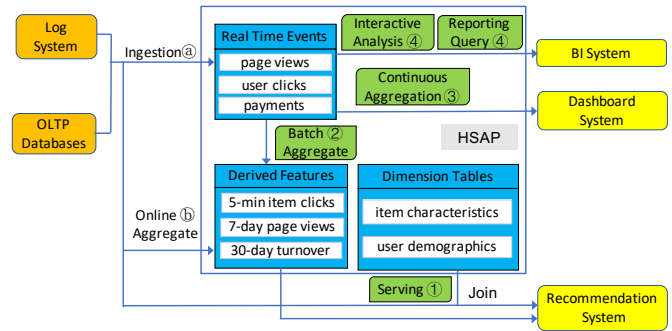 Log
System
OLTP
Databases
Ingestionⓐ
Real Time Events
page views
user clicks
payments
Interactive
Analysis ④
Reporting
Query ④
Continuous
Aggregation ③
BI System
Dashboard
System
Batch ②
Aggregate
HSAP
Derived Features
5-min item clicks
7-day page views
30-day turnover
Dimension Tables
item characteristics
user demographics
Online ⓑ
Aggregate
Serving ①
Join
Recommendation
System